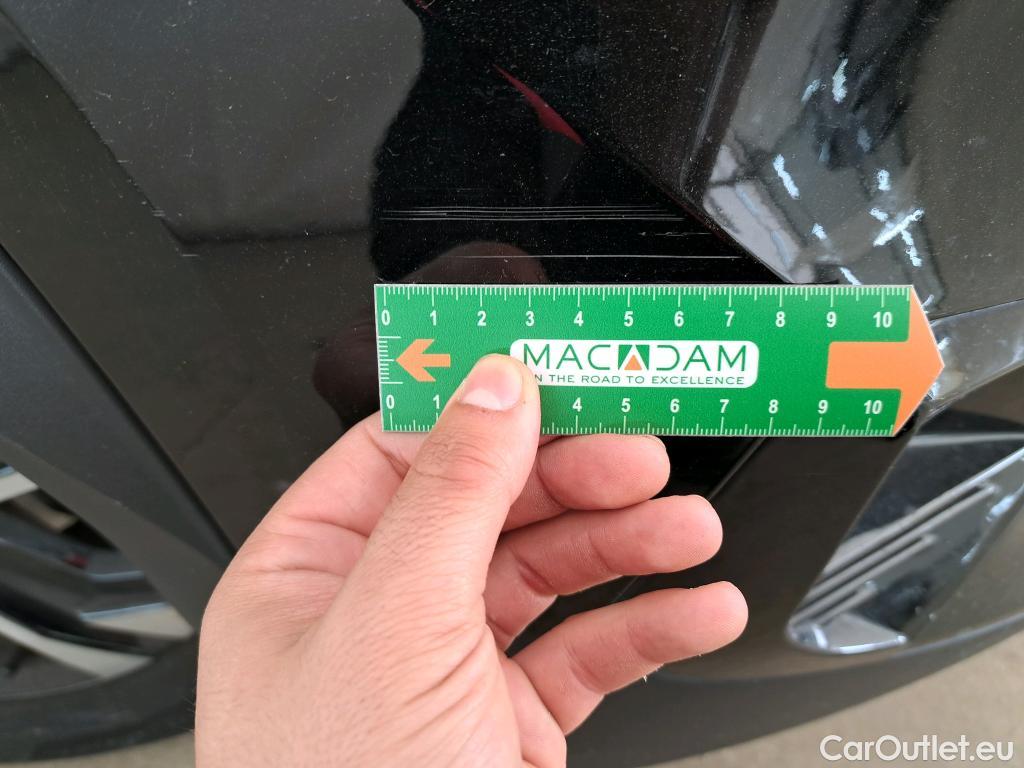 0 1 2 3 4 5 6 7 8 9 10
MACADAM
N THE ROAD TO EXCELLENCE
0 1 4 5 6 7 8 9 10
CarOutlet.eu